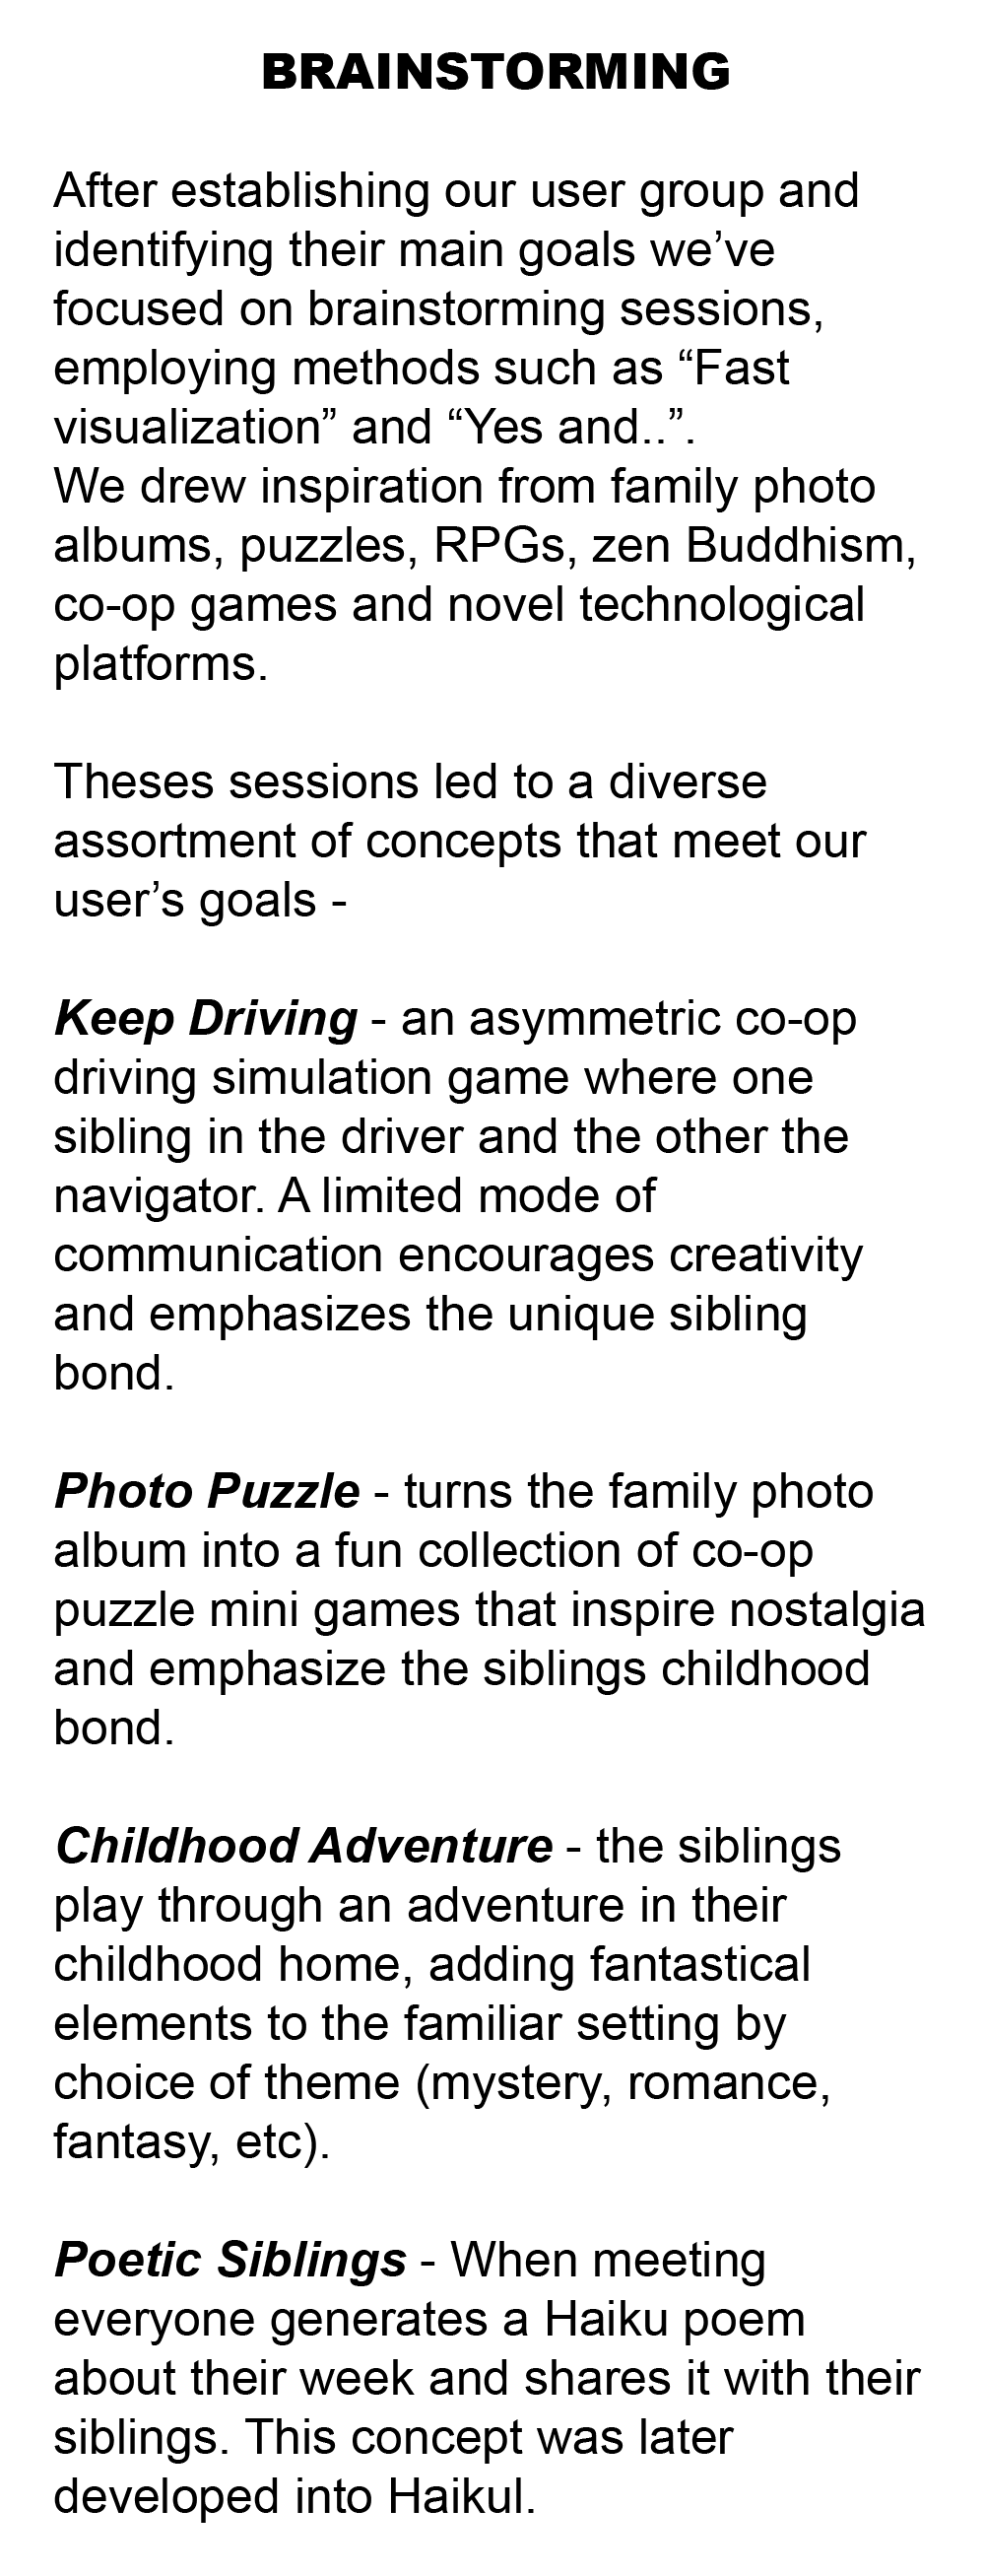 BRAINSTORMING
After establishing our user group and
identifying their main goals we’ve
focused on brainstorming sessions,
employing methods such as “Fast
visualization” and “Yes and..”.
We drew inspiration from family photo
albums, puzzles, RPGs, zen Buddhism,
co-op games and novel technological
platforms.
Theses sessions led to a diverse
assortment of concepts that meet our
user’s goals -
Keep Driving - an asymmetric co-op
driving simulation game where one
sibling in the driver and the other the
navigator. A limited mode of
communication encourages creativity
and emphasizes the unique sibling
bond.
Photo Puzzle - turns the family photo
album into a fun collection of co-op
puzzle mini games that inspire nostalgia
and emphasize the siblings childhood
bond.
Childhood Adventure - the siblings
play through an adventure in their
childhood home, adding fantastical
elements to the familiar setting by
choice of theme (mystery, romance,
fantasy, etc).
Poetic Siblings - When meeting
everyone generates a Haiku poem
about their week and shares it with their
siblings. This concept was later
developed into Haikul.